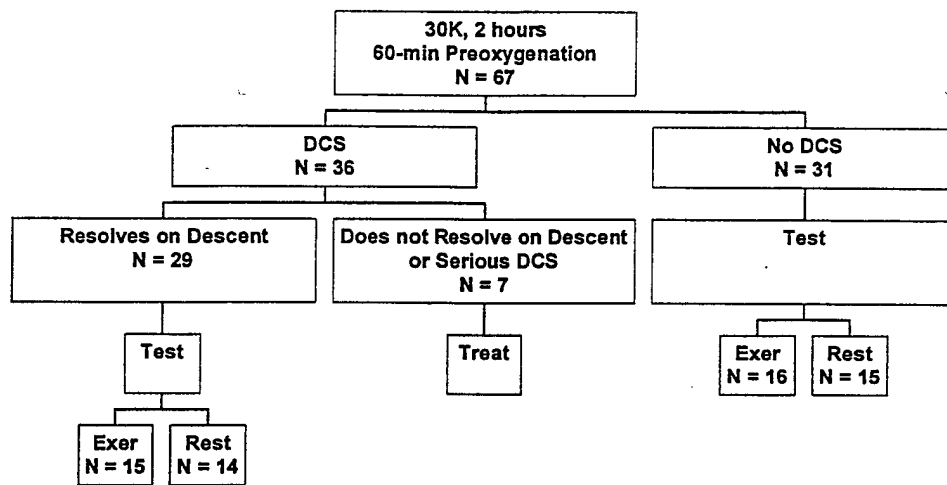 30K, 2 hours
60-min Preoxygenation
N = 67
DCS
N = 36
No DCS
N = 31
Resolves on Descent
N = 29
Does not Resolve on Descent
or Serious DCS
N = 7
Test
Test
Treat
Exer
N = 16
Rest
N = 15
Exer
N = 15
Rest
N = 14